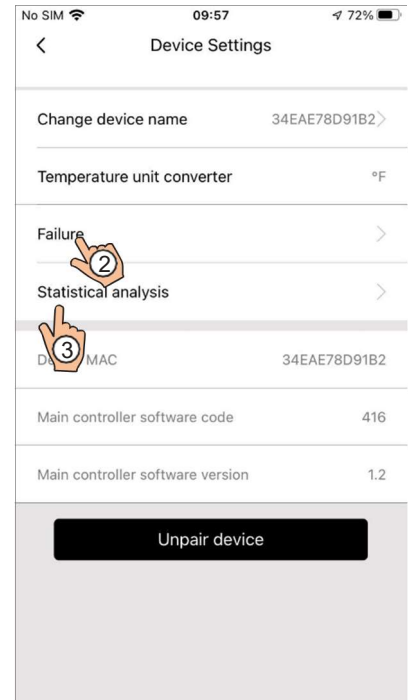 No SIM 09:57 72%
Device Settings
Change device name 34EAE78D91B2
Temperature unit converter °F
Failure
2
Statistical analysis
3
MAC 34EAE78D91B2
Main controller software code 416
Main controller software version 1.2
Unpair device